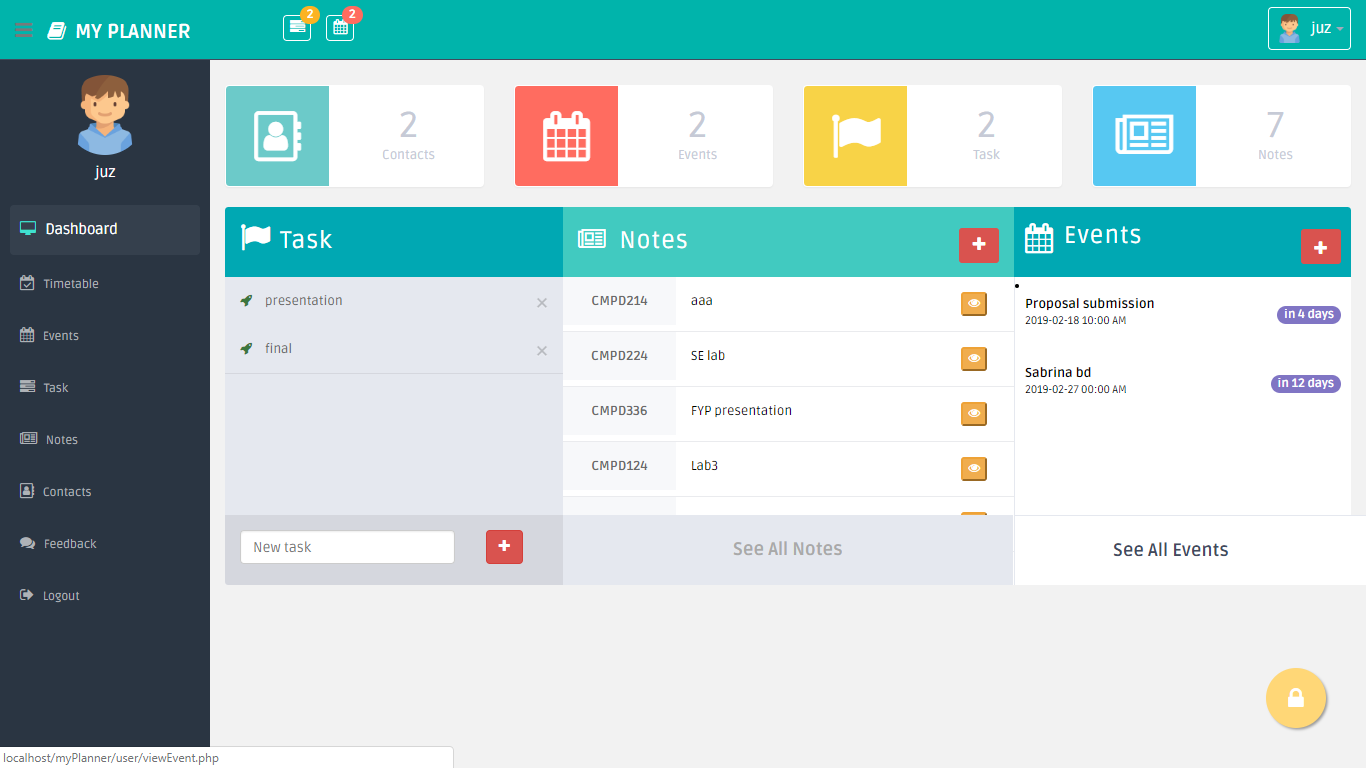 MY PLANNER
2
2
juz
juz
Dashboard
Timetable
Events
Task
Notes
Contacts
Feedback
Logout
2
Contacts
2
Events
2
Task
7
Notes
Task
presentation
final
New task
Notes
CMPD214 aaa
CMPD224 SE lab
CMPD336 FYP presentation
CMPD124 Lab3
See All Notes
Events
Proposal submission
2019-02-18 10:00 AM
in 4 days
Sabrina bd
2019-02-27 00:00 AM
in 12 days
See All Events
localhost/myPlanner/user/viewEvent.php